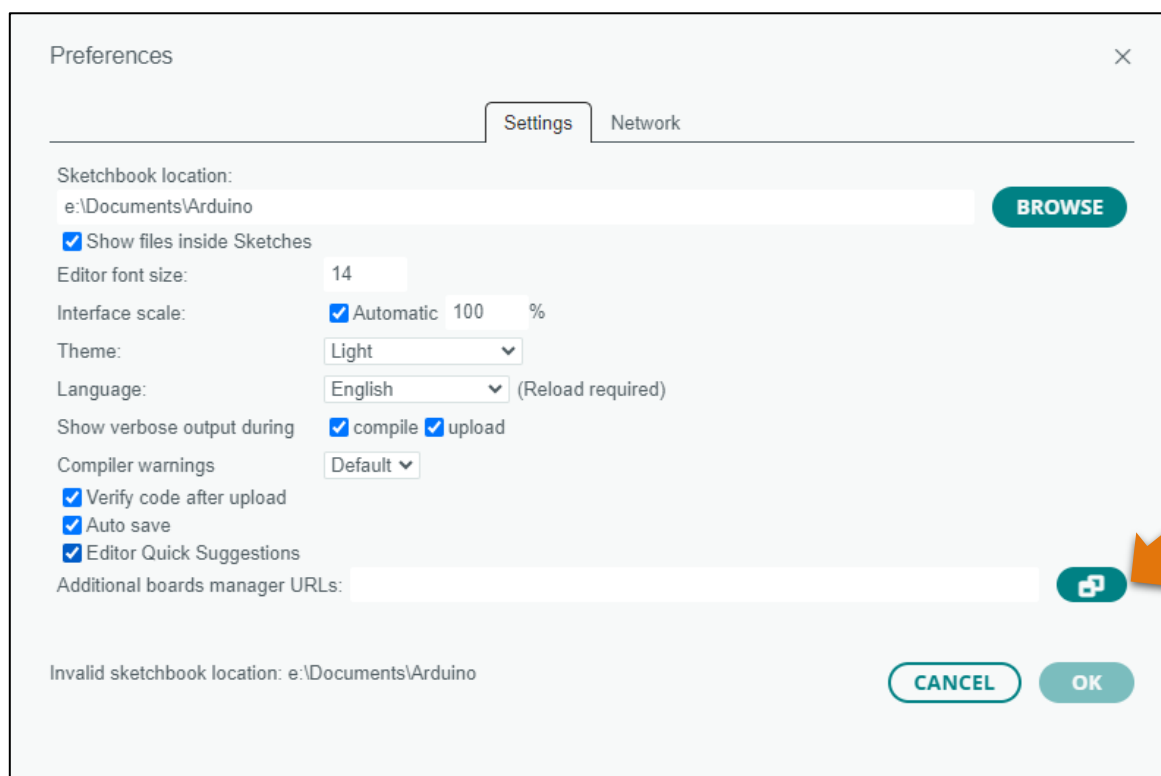 Preferences
Settings Network
Sketchbook location:
e:\Documents\Arduino BROWSE
Show files inside Sketches
Editor font size: 14
Interface scale: Automatic 100 %
Theme: Light
Language: English (Reload required)
Show verbose output during compile upload
Compiler warnings Default
Verify code after upload
Auto save
Editor Quick Suggestions
Additional boards manager URLs:
Invalid sketchbook location: e:\Documents\Arduino
CANCEL OK